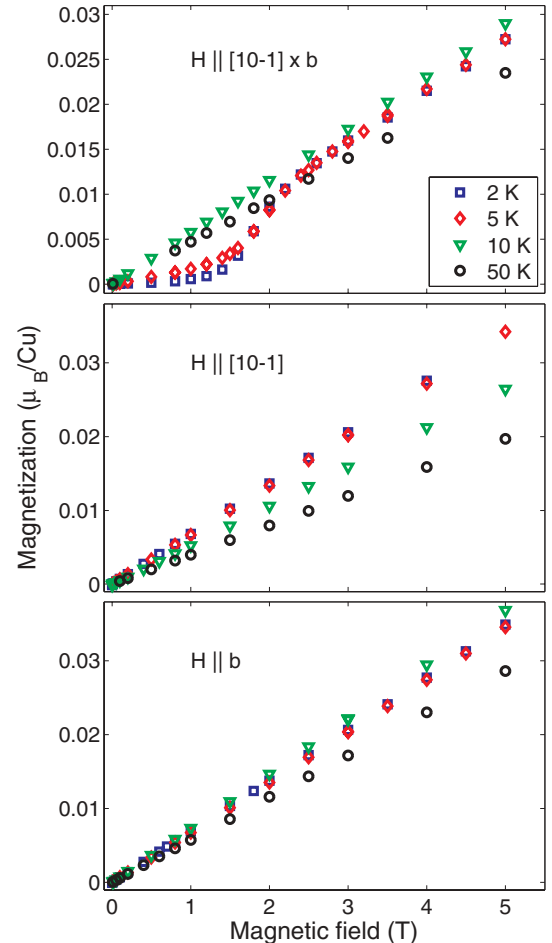 0.03
0.025
0.02
0.015
0.01
0.005
0
H || [10-1] x b
2 K
5 K
10 K
50 K
Magnetization (μB/Cu)
0.03
0.02
0.01
0
H || [10-1]
0.03
0.02
0.01
0
H || b
0 1 2 3 4 5
Magnetic field (T)